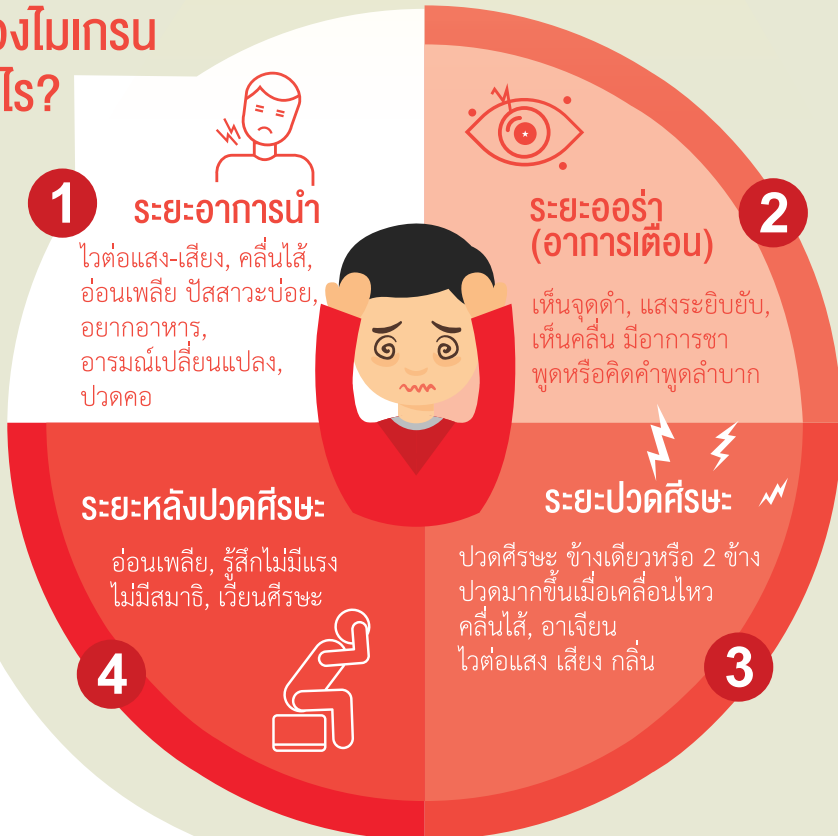 องไมเกรน
ไร?
1
ระยะอาการนำ
ไวต่อแสง-เสียง, คลื่นไส้,
อ่อนเพลีย ปัสสาวะบ่อย,
อยากอาหาร,
อารมณ์เปลี่ยนแปลง,
ปวดคอ
2
ระยะออร่า
(อาการเตือน)
เห็นจุดดำ, แสงระยิบยับ,
เห็นคลื่น มีอาการชา
พูดหรือคิดคำพูดลำบาก
ระยะปวดศีรษะ
ปวดศีรษะ ข้างเดียวหรือ 2 ข้าง
ปวดมากขึ้นเมื่อเคลื่อนไหว
คลื่นไส้, อาเจียน
ไวต่อแสง เสียง กลิ่น
3
ระยะหลังปวดศีรษะ
อ่อนเพลีย, รู้สึกไม่มีแรง
ไม่มีสมาธิ, เวียนศีรษะ
4